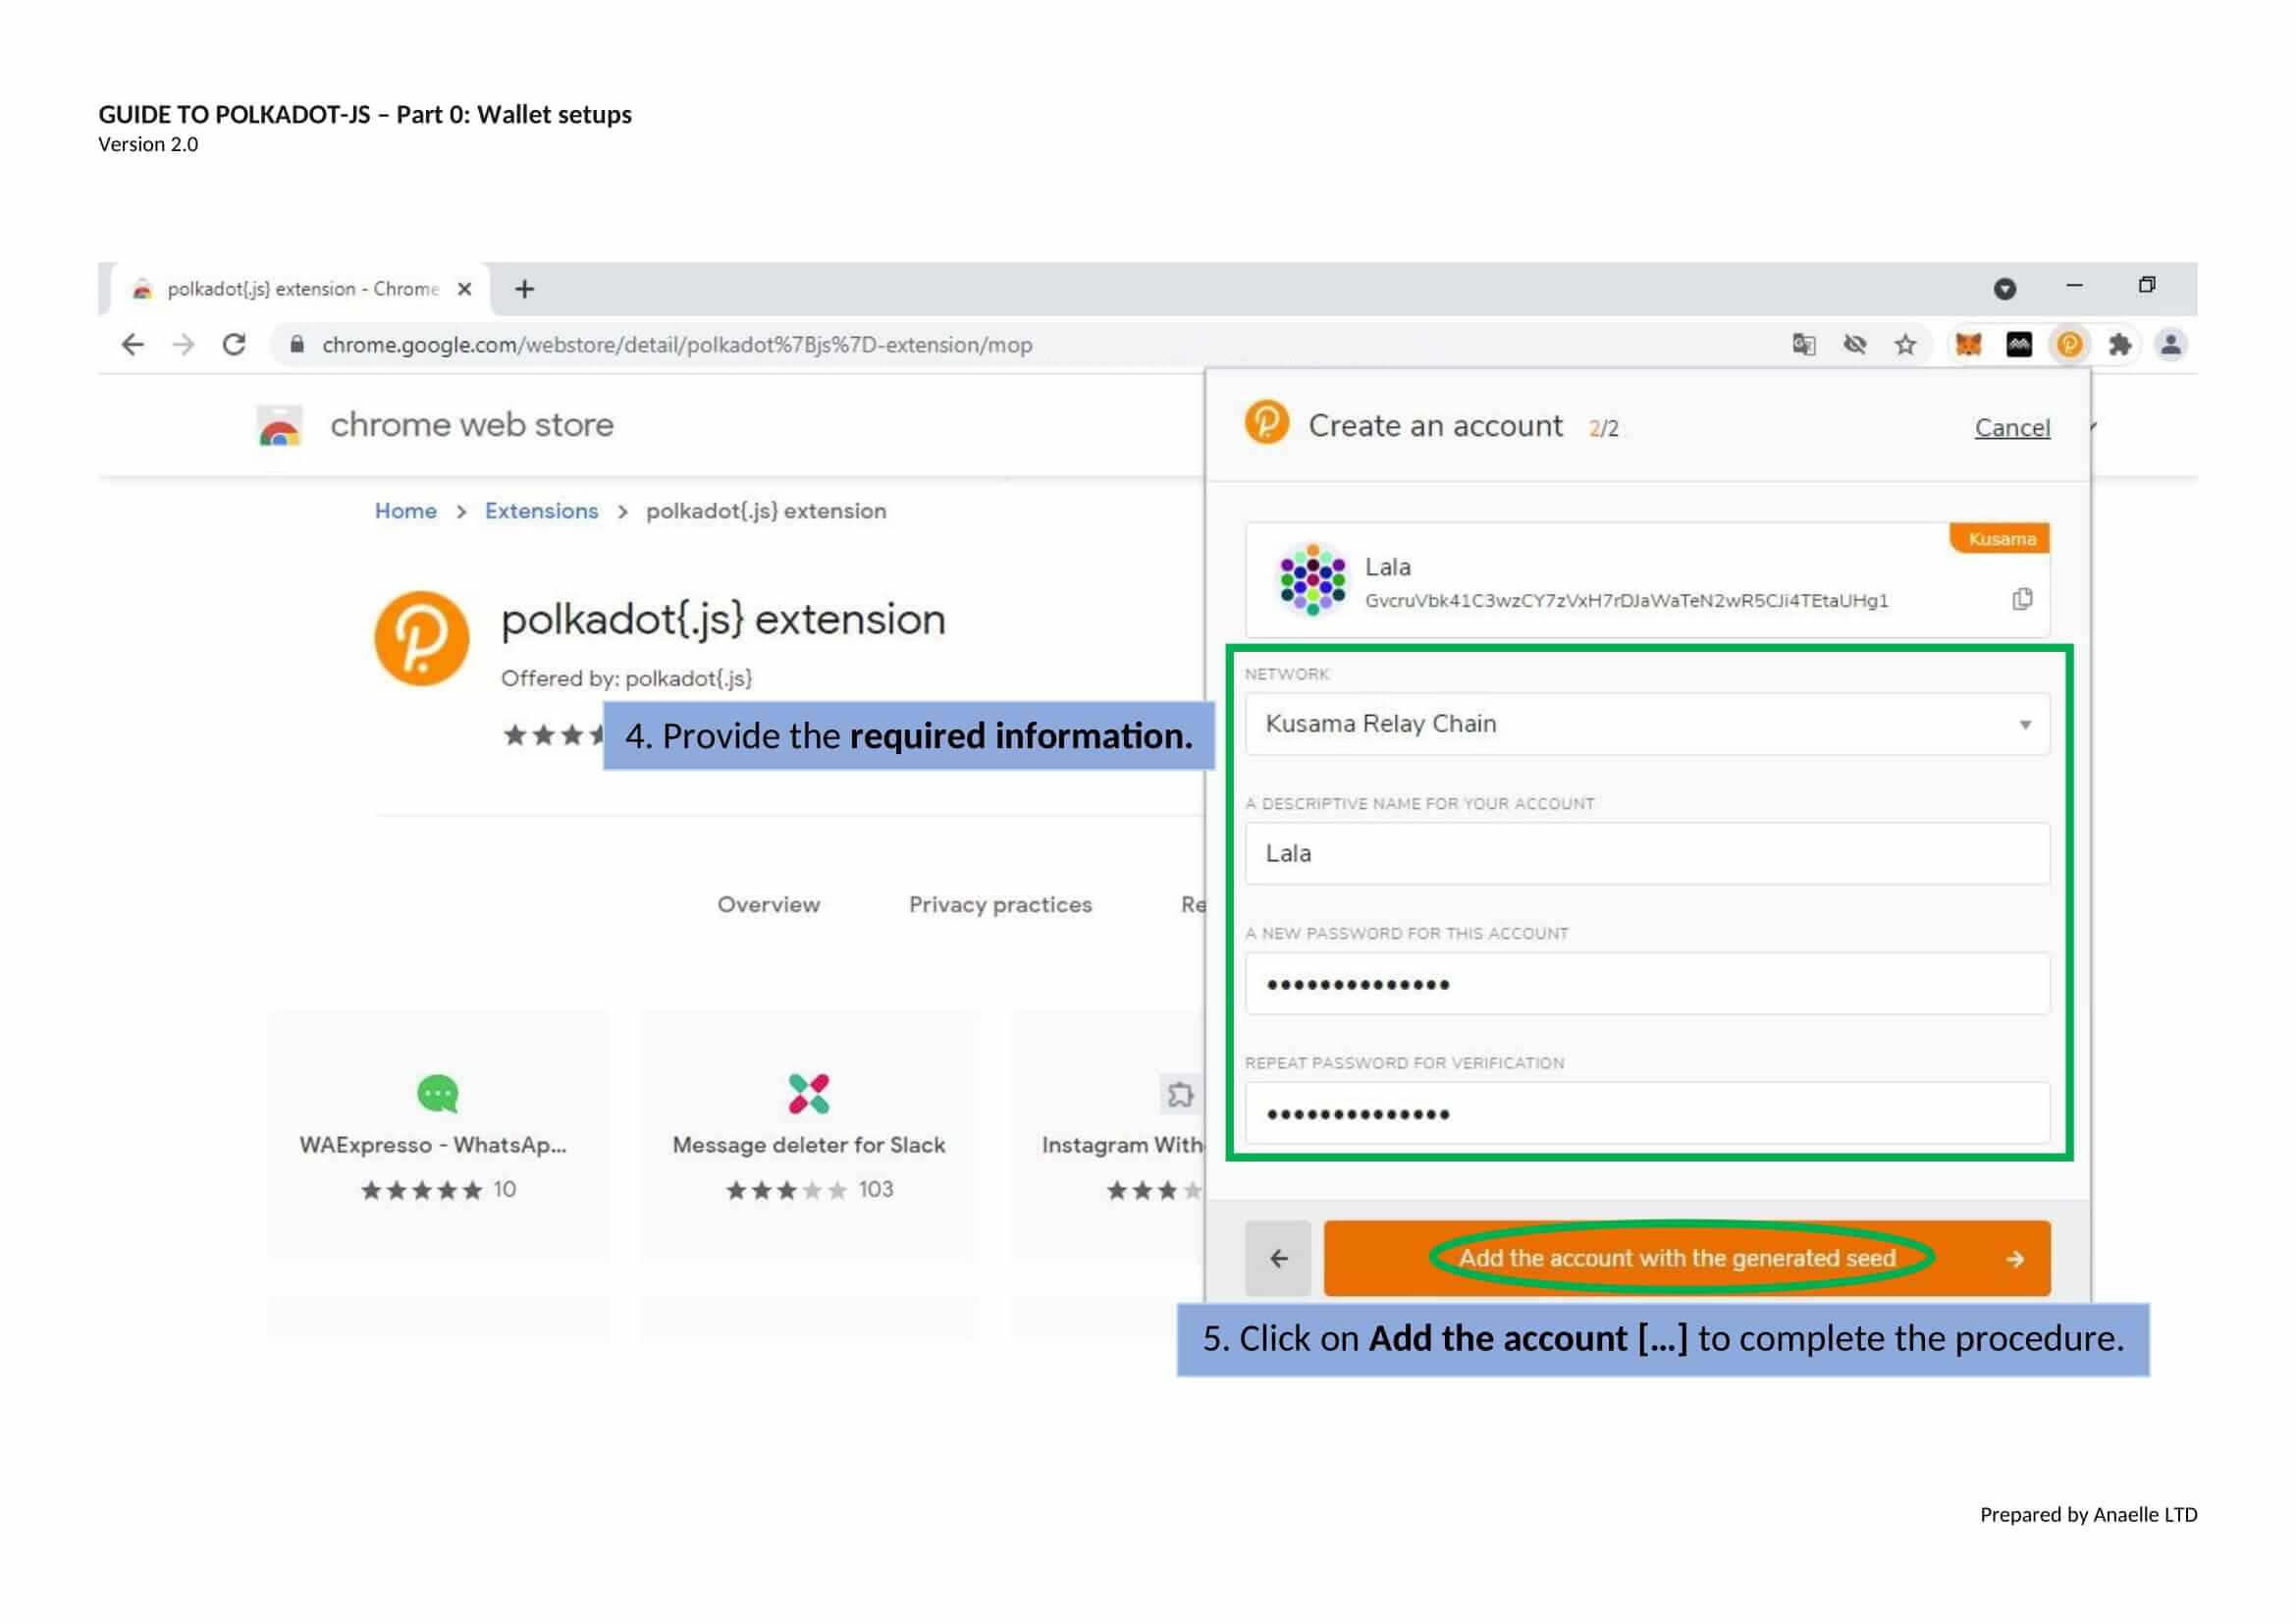 GUIDE TO POLKADOT-JS – Part 0: Wallet setups
Version 2.0
polkadot{.js} extension - Chrome
chrome.google.com/webstore/detail/polkadot%7Bjs%7D-extension/mop
chrome web store
Home > Extensions > polkadot{.js} extension
polkadot{.js} extension
Offered by: polkadot{.js}
4. Provide the required information.
Overview Privacy practices Re
WAExpresso - WhatsAp...
10
Message deleter for Slack
103
Instagram With
Create an account 2/2
Cancel
Kusama
Lala
GvcruVbk41C3wzCY7zVxH7rDJaWaTeN2wR5CJi4TEtaUHg1
NETWORK
Kusama Relay Chain
A DESCRIPTIVE NAME FOR YOUR ACCOUNT
Lala
A NEW PASSWORD FOR THIS ACCOUNT
••••••••••••••
REPEAT PASSWORD FOR VERIFICATION
••••••••••••••
Add the account with the generated seed
5. Click on Add the account [...] to complete the procedure.
Prepared by Anaelle LTD